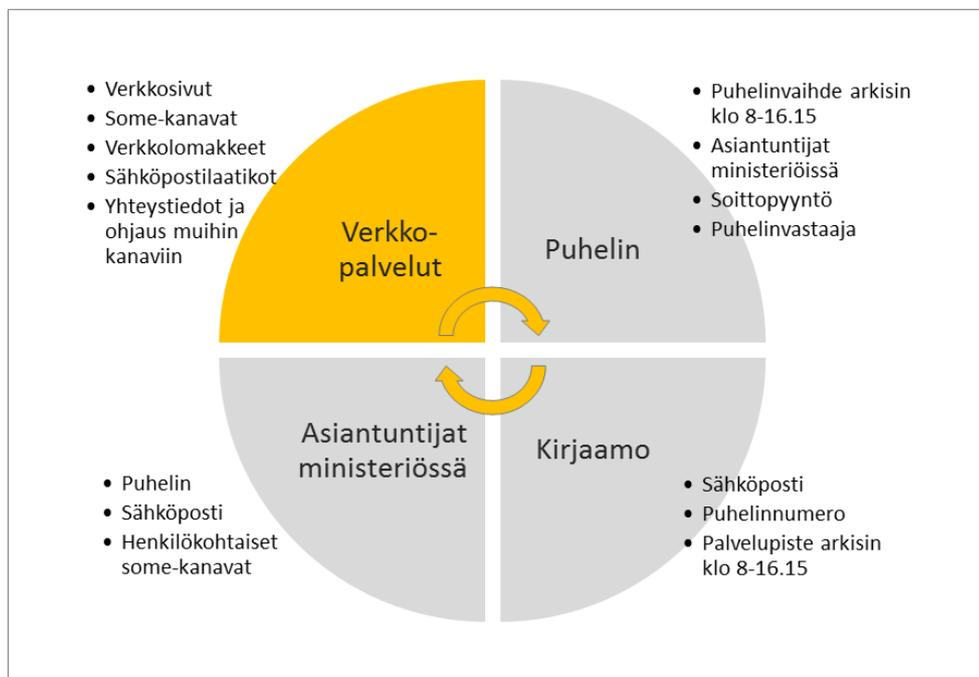 • Verkkosivut
• Some-kanavat
• Verkkolomakkeet
• Sähköpostilaatikot
• Yhteystiedot ja
ohjaus muihin
kanaviin
Verkko-
palvelut
• Puhelinvaihde arkisin
klo 8-16.15
• Asiantuntijat
ministeriöissä
• Soittopyyntö
• Puhelinvastaaja
Puhelin
Asiantuntijat
ministeriössä
• Puhelin
• Sähköposti
• Henkilökohtaiset
some-kanavat
Kirjaamo
• Sähköposti
• Puhelinnumero
• Palvelupiste arkisin
klo 8-16.15